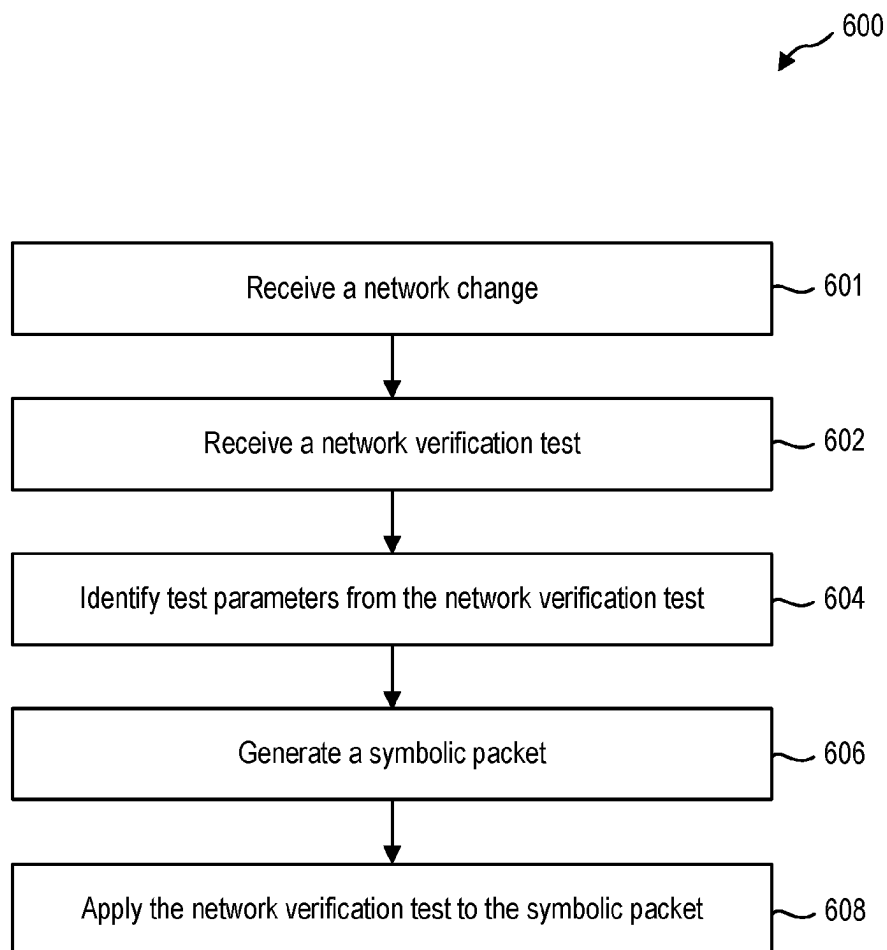 600
Receive a network change
601
Receive a network verification test
602
Identify test parameters from the network verification test
604
Generate a symbolic packet
606
Apply the network verification test to the symbolic packet
608